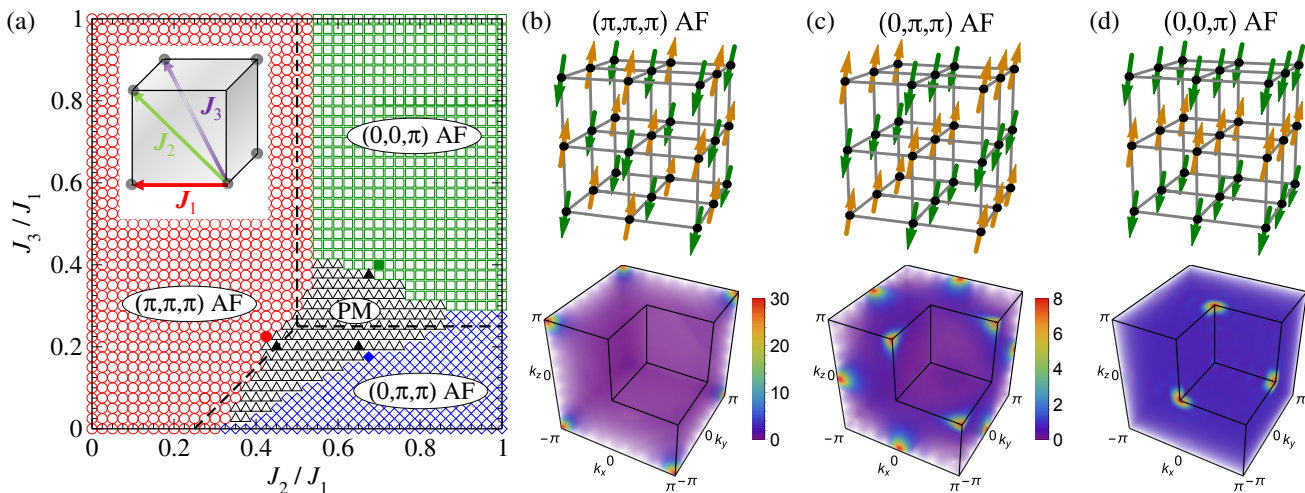 (a)
(b)
(π,π,π) AF
(c)
(0,π,π) AF
(d)
(0,0,π) AF
1
0.8
0.6
0.4
0.2
0
J3 / J1
J3
J2
J1
(0,0,π) AF
(π,π,π) AF
PM
(0,π,π) AF
0
0.2
0.4
0.6
0.8
1
J2 / J1
π
kz 0
−π
kx 0
π −π
0 ky
π
30
20
10
0
π
kz 0
−π
kx 0
π −π
0 ky
π
8
6
4
2
0
π
kz 0
−π
kx 0
π −π
0 ky
π